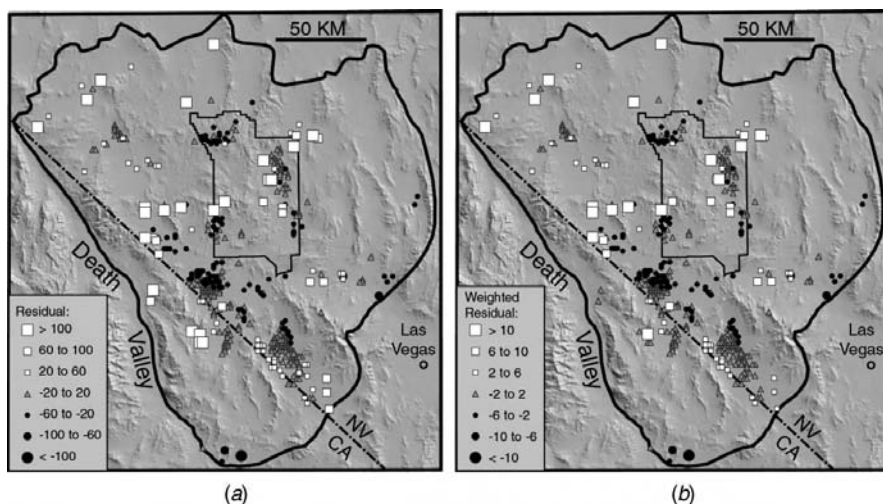 50 KM
Death
Valley
Las
Vegas
NV
CA
Residual:
> 100
60 to 100
20 to 60
-20 to 20
-60 to -20
-100 to -60
< -100
(a)
50 KM
Death
Valley
Las
Vegas
NV
CA
Weighted
Residual:
> 10
6 to 10
2 to 6
-2 to 2
-6 to -2
-10 to -6
< -10
(b)